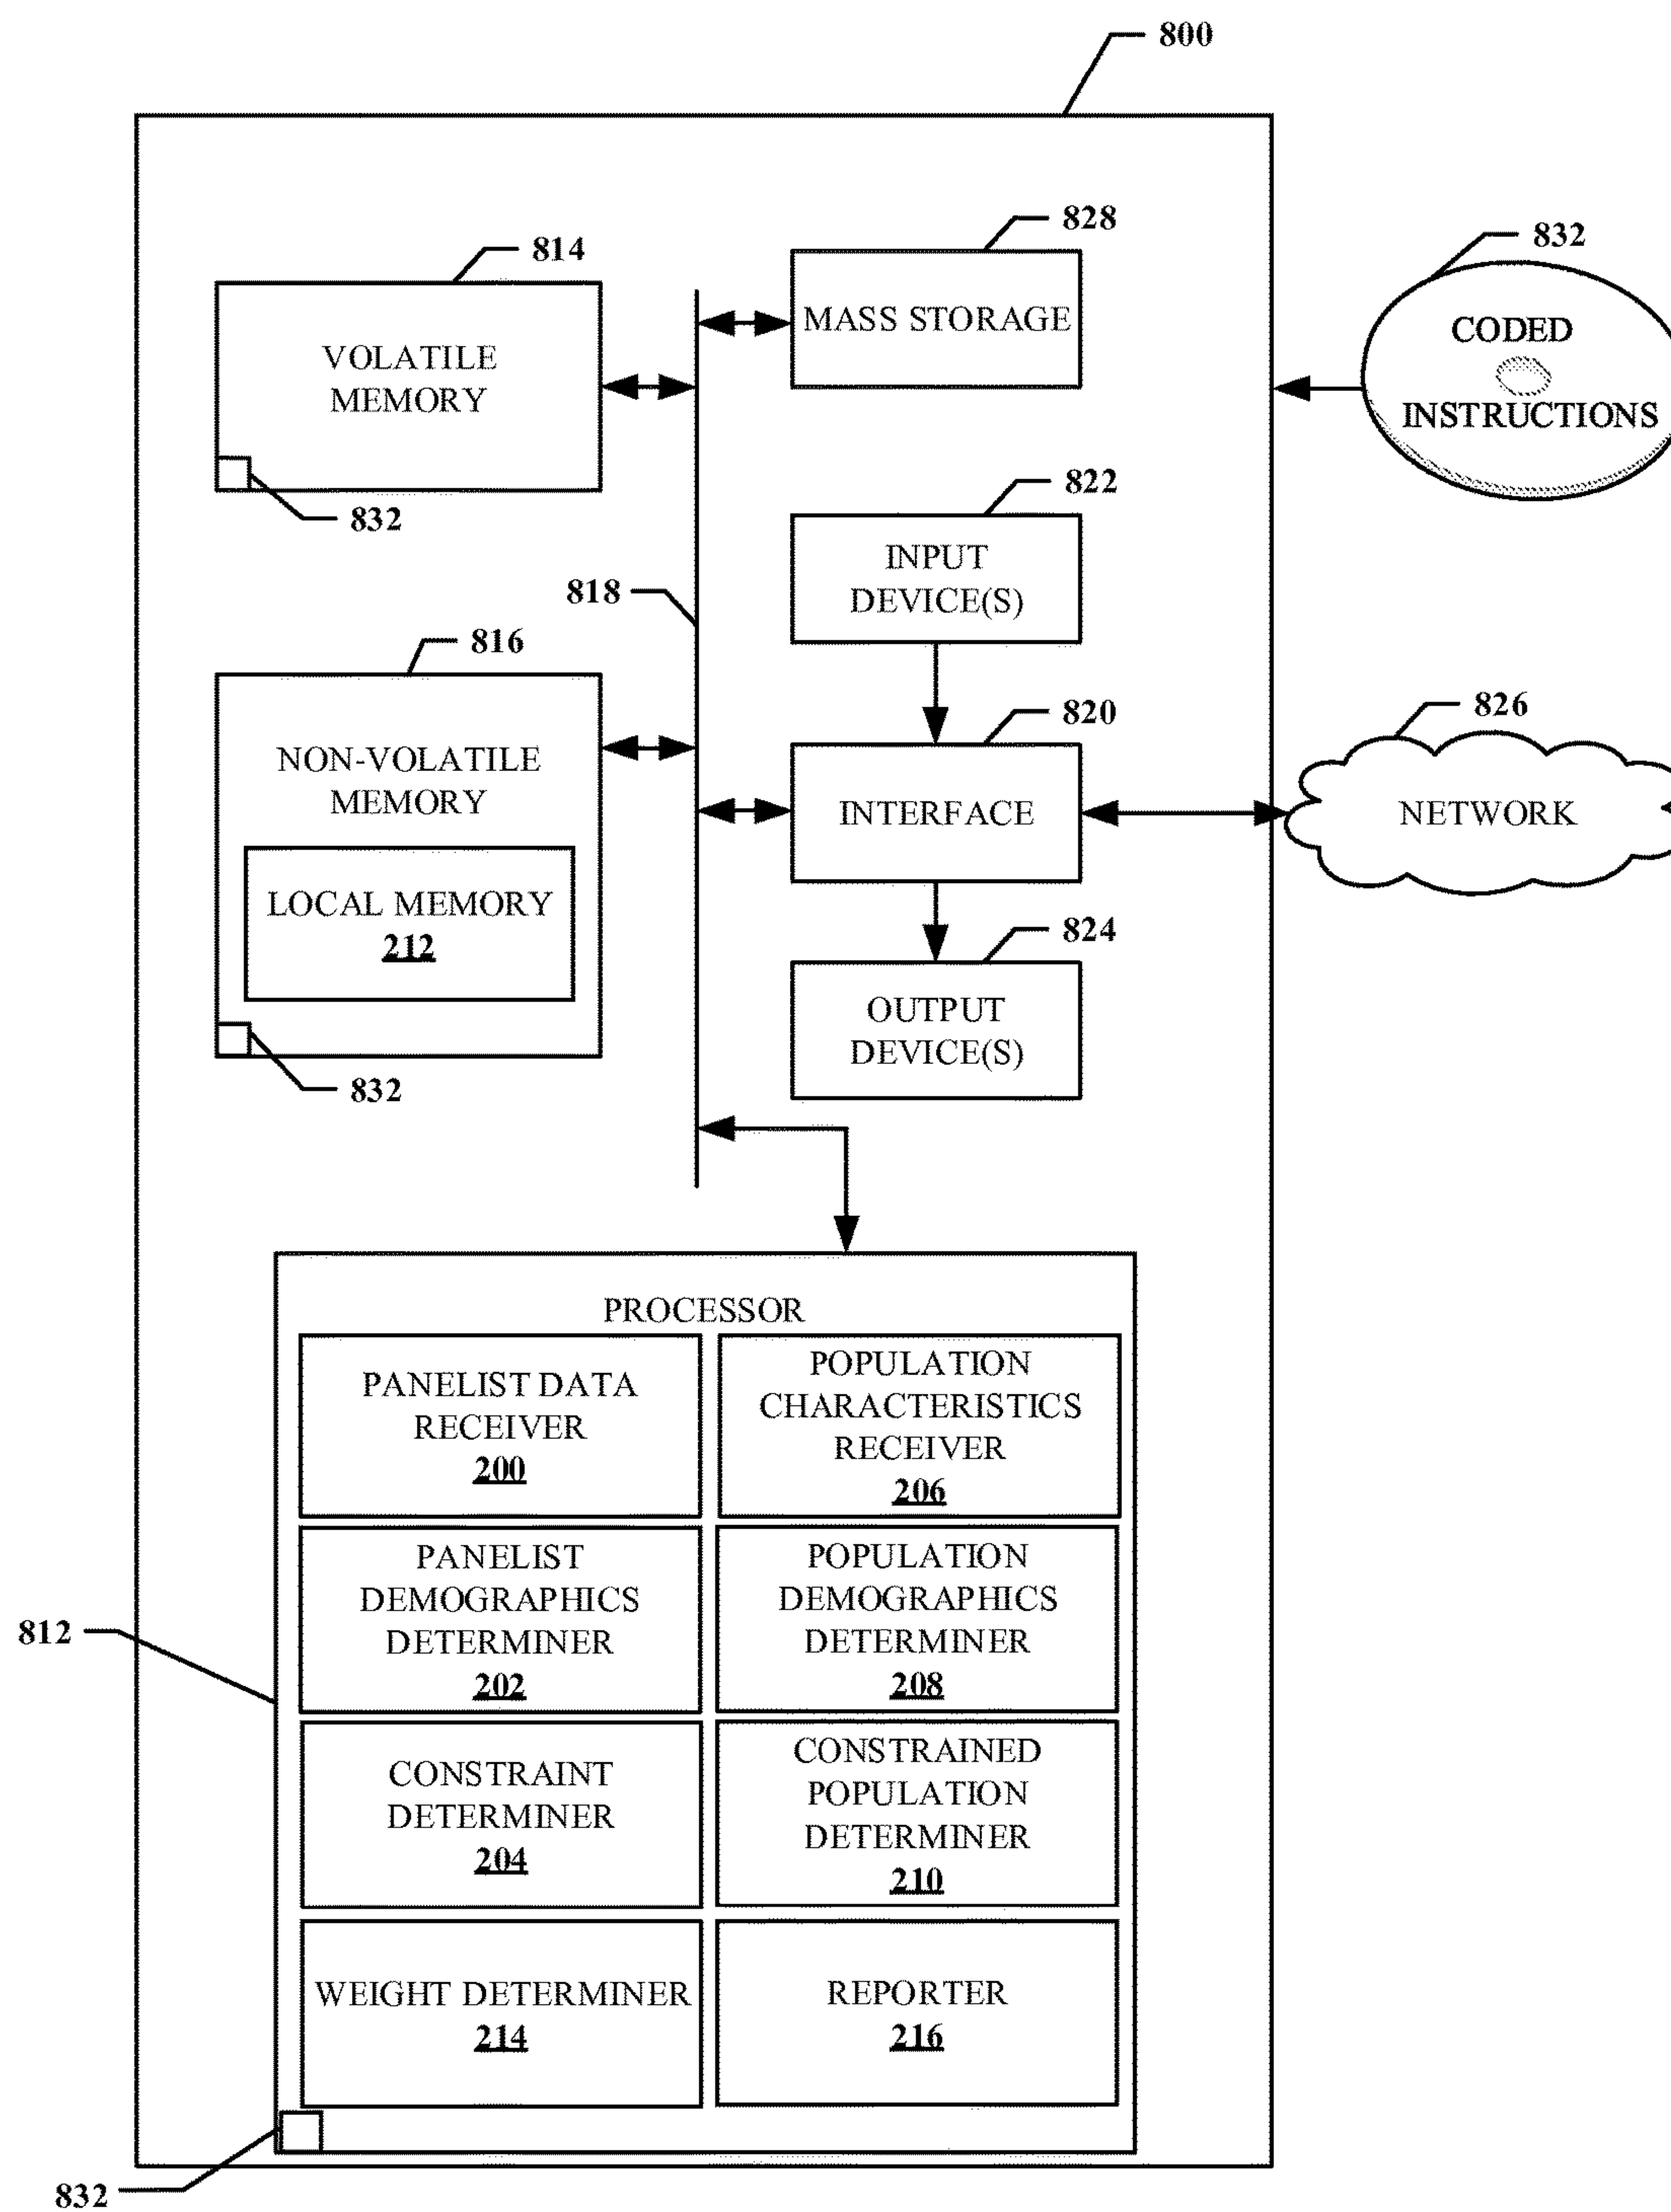 800
828
814
832
MASS STORAGE
VOLATILE
MEMORY
CODED
INSTRUCTIONS
832
822
INPUT
DEVICE(S)
818
816
820
826
NON-VOLATILE
MEMORY
INTERFACE
NETWORK
LOCAL MEMORY
212
824
OUTPUT
DEVICE(S)
832
PROCESSOR
PANELIST DATA
RECEIVER
200
POPULATION
CHARACTERISTICS
RECEIVER
206
PANELIST
DEMOGRAPHICS
DETERMINER
202
POPULATION
DEMOGRAPHICS
DETERMINER
208
812
CONSTRAINT
DETERMINER
204
CONSTRAINED
POPULATION
DETERMINER
210
WEIGHT DETERMINER
214
REPORTER
216
832